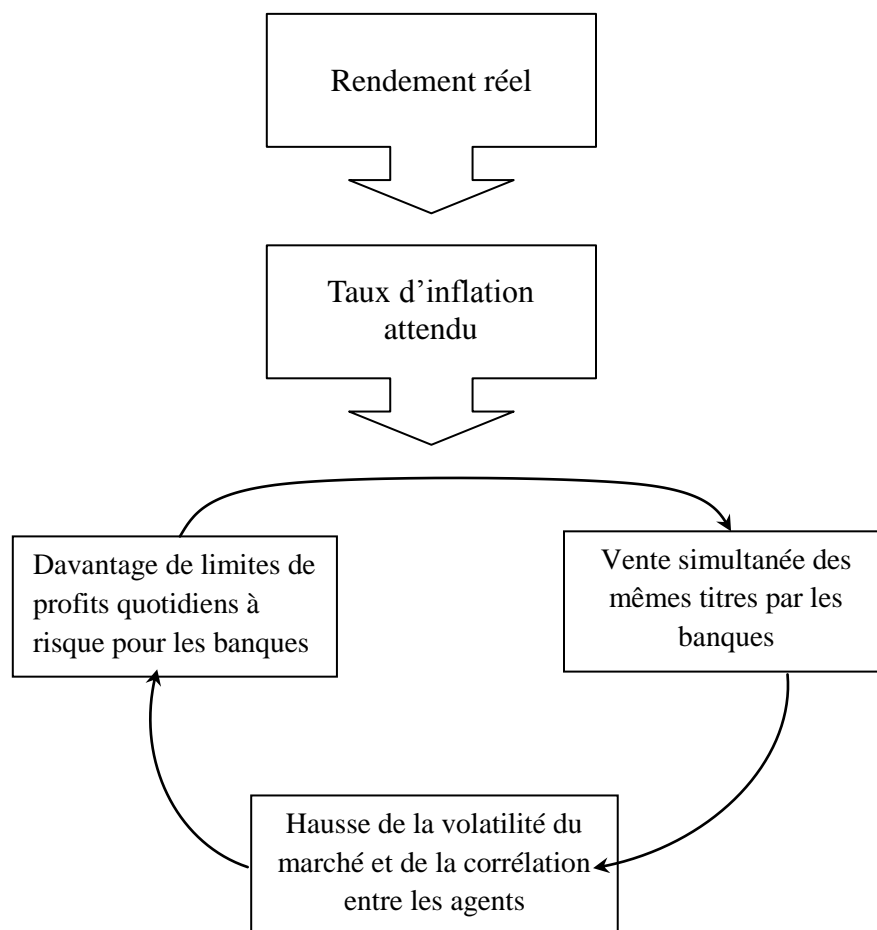 Rendement réel
Taux d’inflation
attendu
Davantage de limites de
profits quotidiens à
risque pour les banques
Vente simultanée des
mêmes titres par les
banques
Hausse de la volatilité du
marché et de la corrélation
entre les agents